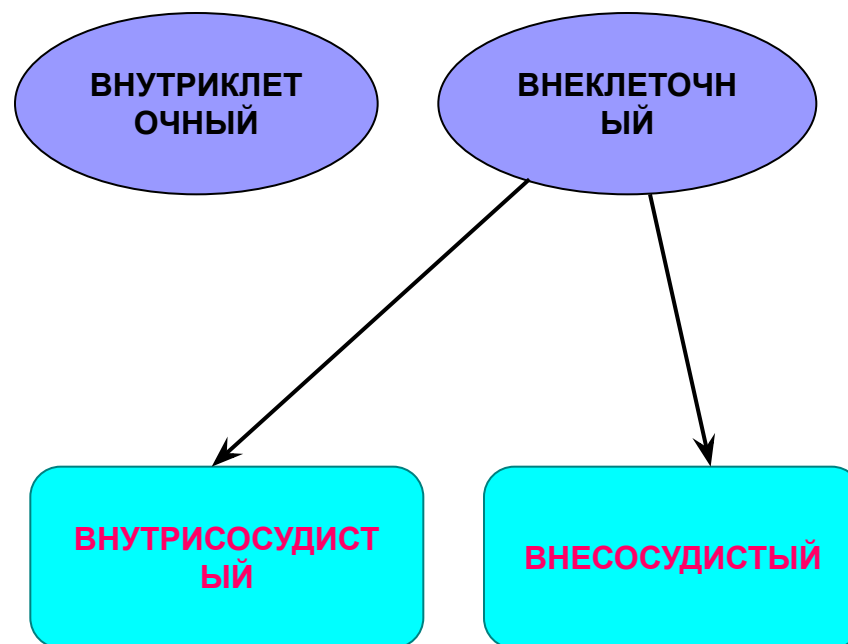 ВНУТРИКЛЕТ
ОЧНЫЙ
ВНЕКЛЕТОЧН
ЫЙ
ВНУТРИСОСУДИСТ
ЫЙ
ВНЕСОСУДИСТЫЙ